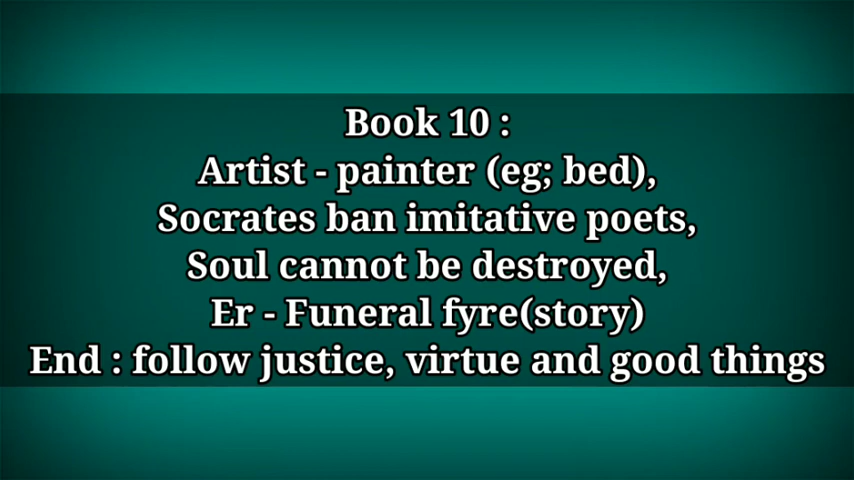 Book 10 :
Artist - painter (eg; bed),
Socrates ban imitative poets,
Soul cannot be destroyed,
Er - Funeral fyre(story)
End : follow justice, virtue and good things